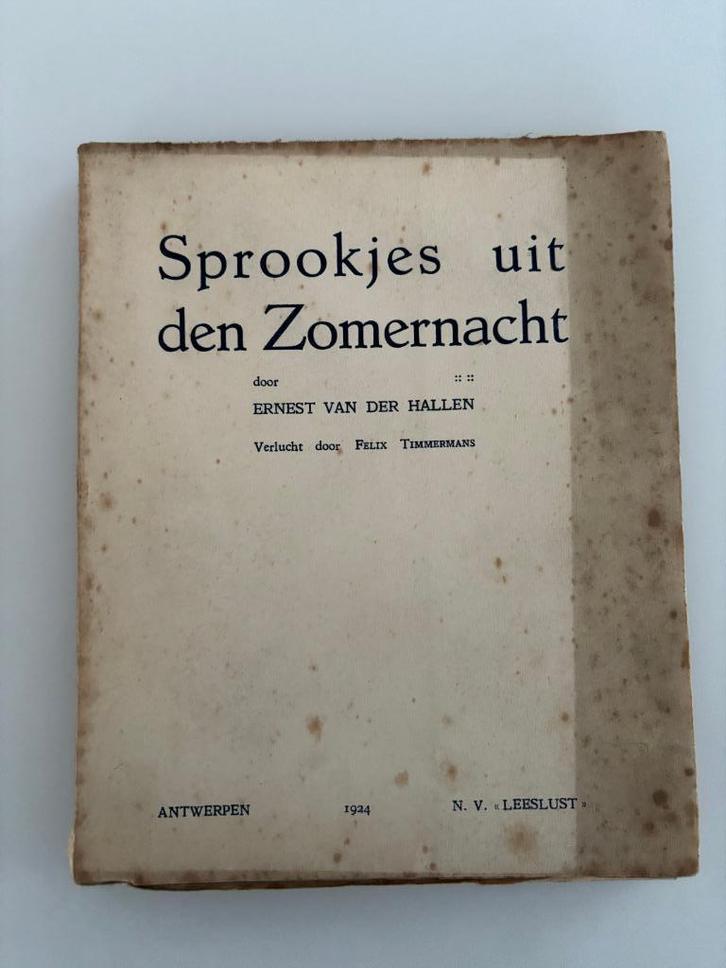 Sprookjes uit
den Zomernacht
door :: ::
ERNEST VAN DER HALLEN
Verlucht door FELIX TIMMERMANS
ANTWERPEN 1924 N. V. « LEESLUST »